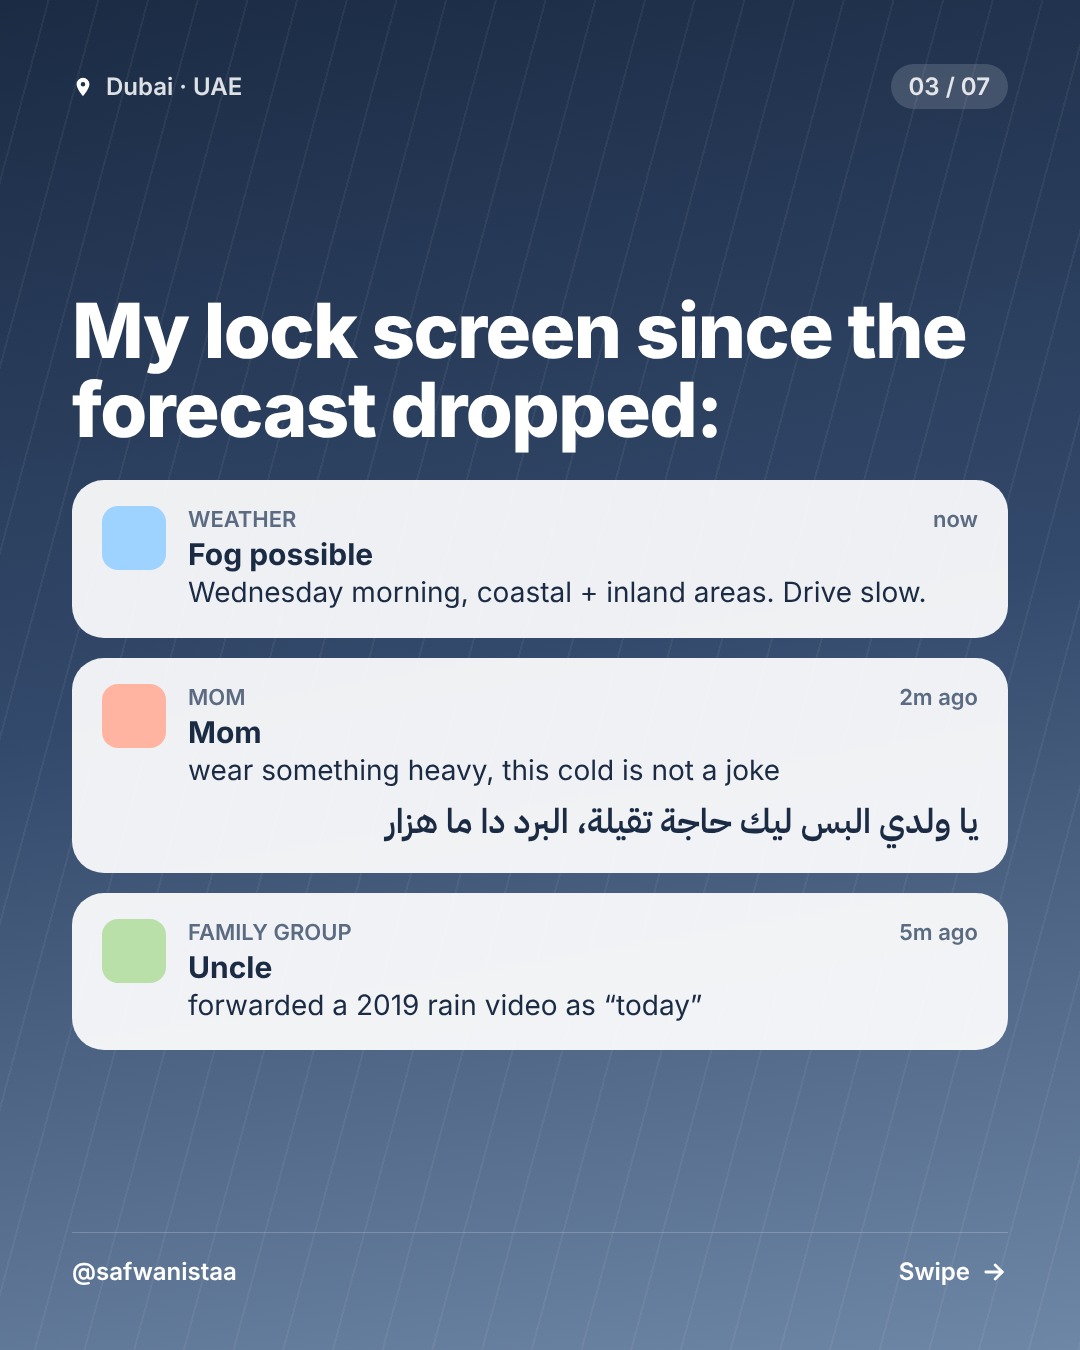 Dubai · UAE
03 / 07
My lock screen since the
forecast dropped:
WEATHER
now
Fog possible
Wednesday morning, coastal + inland areas. Drive slow.
MOM
2m ago
Mom
wear something heavy, this cold is not a joke
يا ولدي البس ليك حاجة تقيلة، البرد دا ما هزار
FAMILY GROUP
5m ago
Uncle
forwarded a 2019 rain video as “today”
@safwanistaa
Swipe →